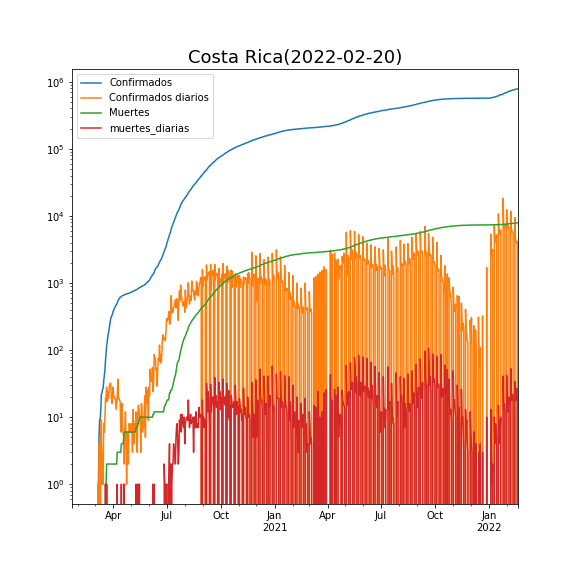 Costa Rica(2022-02-20)
Confirmados
Confirmados diarios
Muertes
muertes_diarias
10^6
10^5
10^4
10^3
10^2
10^1
10^0
Apr Jul Oct Jan Apr Jul Oct Jan
2021 2022